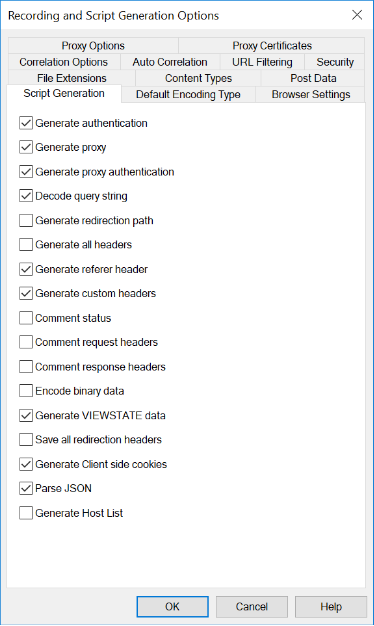 Recording and Script Generation Options
Proxy Options Proxy Certificates
Correlation Options Auto Correlation URL Filtering Security
File Extensions Content Types Post Data
Script Generation Default Encoding Type Browser Settings
Generate authentication
Generate proxy
Generate proxy authentication
Decode query string
Generate redirection path
Generate all headers
Generate referer header
Generate custom headers
Comment status
Comment request headers
Comment response headers
Encode binary data
Generate VIEWSTATE data
Save all redirection headers
Generate Client side cookies
Parse JSON
Generate Host List
OK Cancel Help